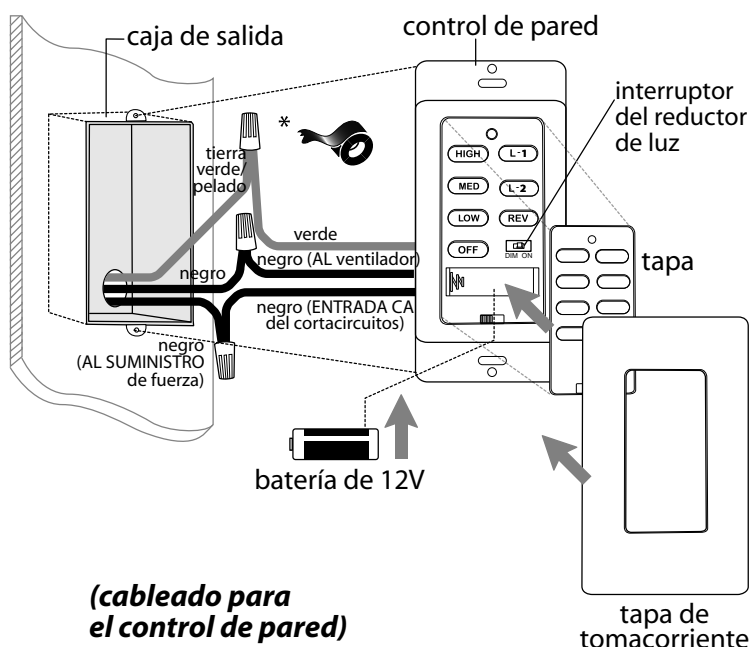 caja de salida
control de pared
interruptor
del reductor
de luz
*
tierra
verde/
pelado
HIGH
L-1
MED
L-2
LOW
REV
OFF
DIM ON
verde
negro (AL ventilador)
negro
negro (ENTRADA CA
del cortacircuitos)
negro
(AL SUMINISTRO
de fuerza)
tapa
batería de 12V
(cableado para
el control de pared)
tapa de
tomacorriente